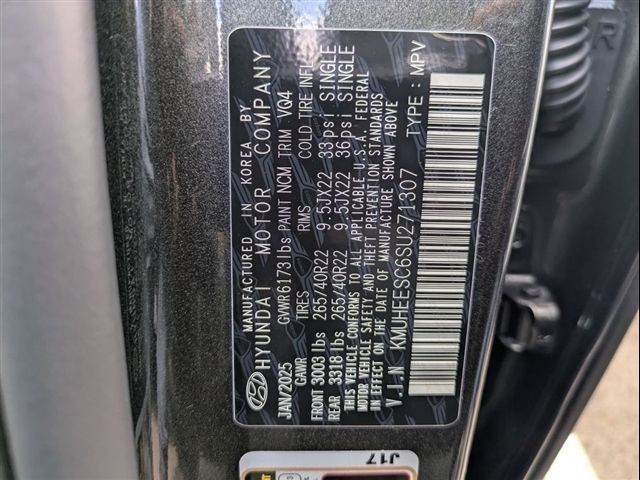 MANUFACTURED IN KOREA BY
HYUNDAI MOTOR COMPANY
JAN/2025 GVWR6173lbs PAINT NCM TRIM VQ4
GAWR TIRES RIMS COLD TIRE INFL
FRONT 3003 lbs 265/40R22 9.5JX22 33psi SINGLE
REAR 3318 lbs 265/40R22 9.5JX22 36psi SINGLE
THIS VEHICLE CONFORMS TO ALL APPLICABLE U.S.A. FEDERAL
MOTOR VEHICLE SAFETY AND THEFT PREVENTION STANDARDS
IN EFFECT ON THE DATE OF MANUFACTURE SHOWN ABOVE
V.I.N KMUHEESC6SU271307 TYPE: MPV
J17
R